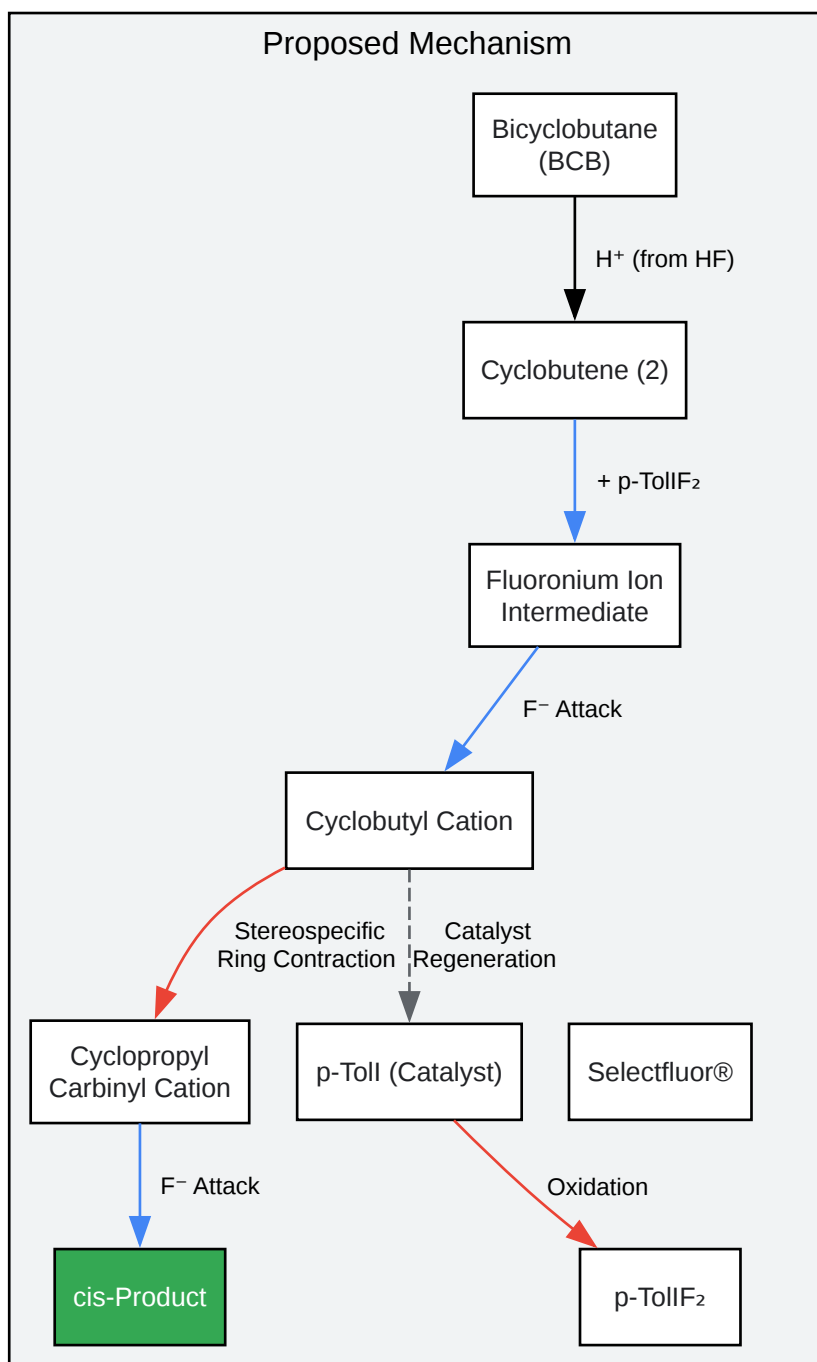 Proposed Mechanism
Bicyclobutane
(BCB)
H⁺ (from HF)
Cyclobutene (2)
+ p-TolIF₂
Fluoronium Ion
Intermediate
F⁻ Attack
Cyclobutyl Cation
Stereospecific
Ring Contraction
Catalyst
Regeneration
Cyclopropyl
Carbinyl Cation
p-TolI (Catalyst)
Selectfluor®
F⁻ Attack
Oxidation
cis-Product
p-TolIF₂